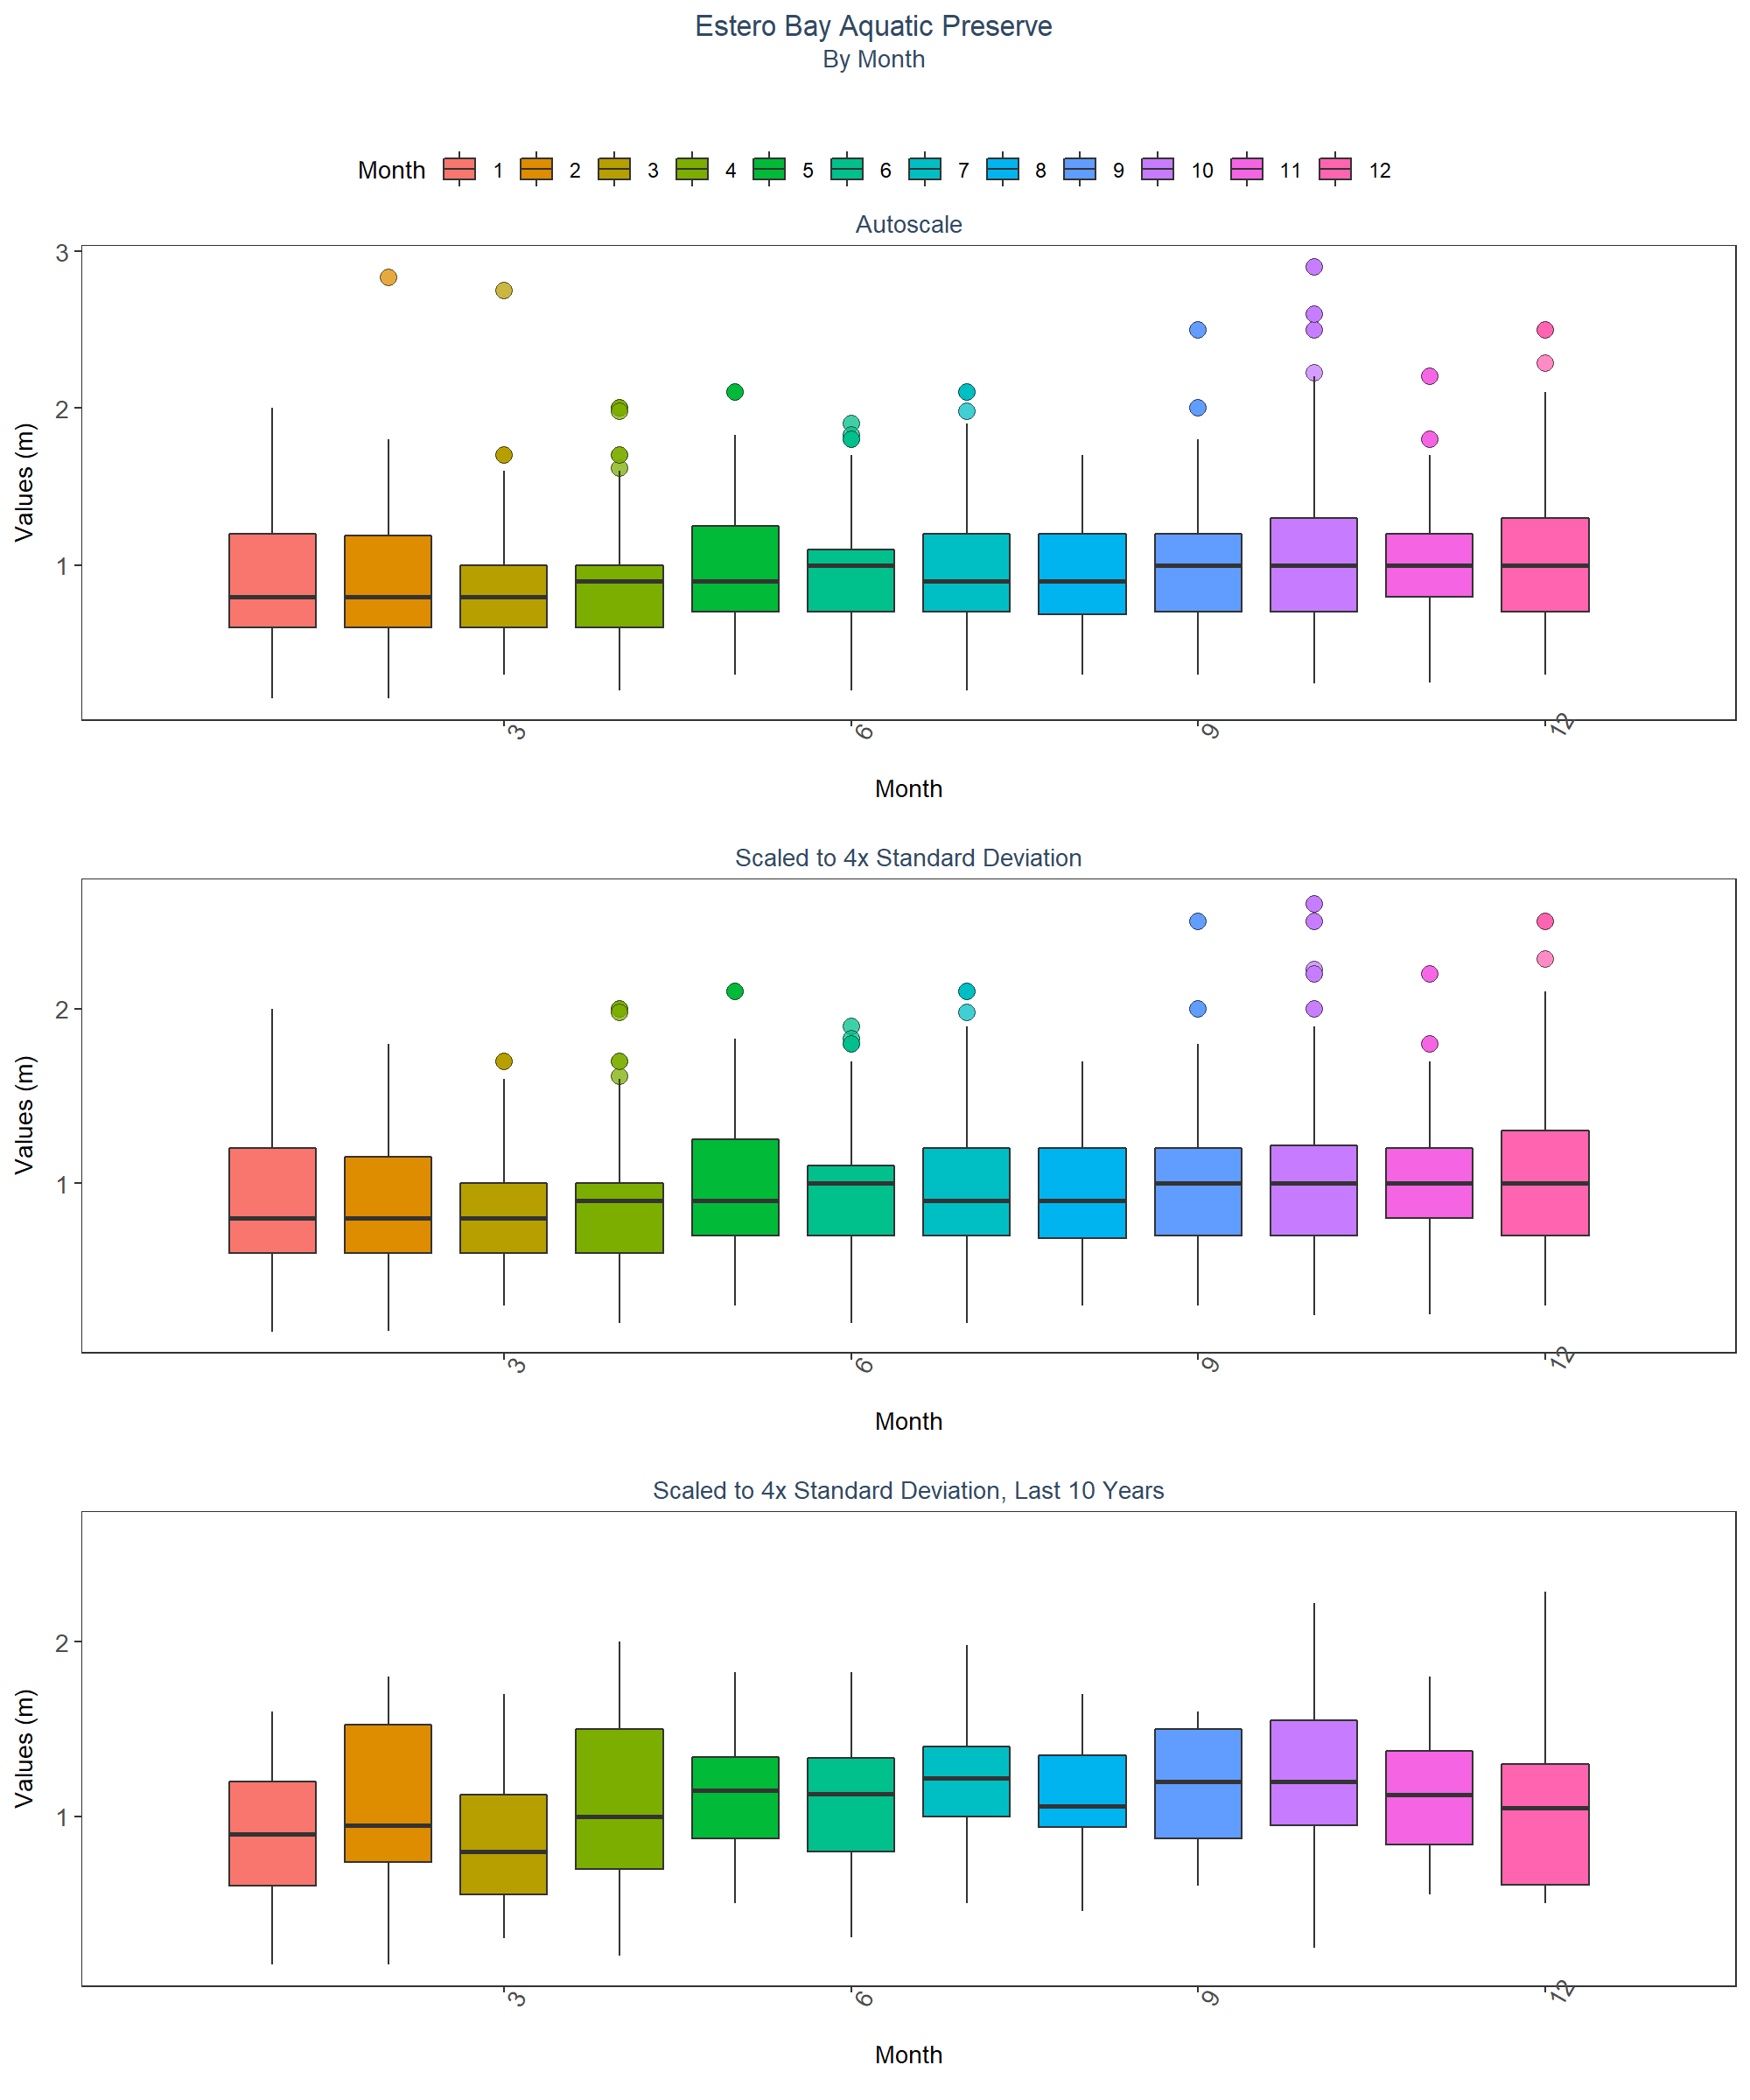 Estero Bay Aquatic Preserve
By Month
Month 1 2 3 4 5 6 7 8 9 10 11 12
Autoscale
3
2
1
Values (m)
3 6 9 12
Month
Scaled to 4x Standard Deviation
2
1
Values (m)
3 6 9 12
Month
Scaled to 4x Standard Deviation, Last 10 Years
2
1
Values (m)
3 6 9 12
Month